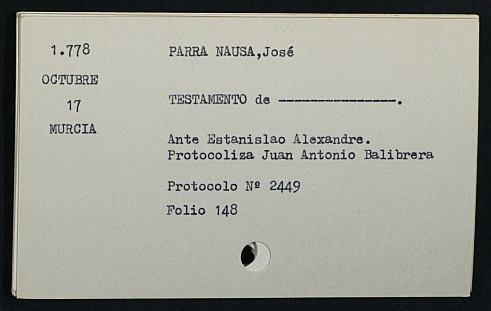 1.778
OCTUBRE
17
MURCIA
PARRA NAUSA,José
TESTAMENTO de ---------------.
Ante Estanislao Alexandre.
Protocoliza Juan Antonio Balibrera
Protocolo Nº 2449
Folio 148